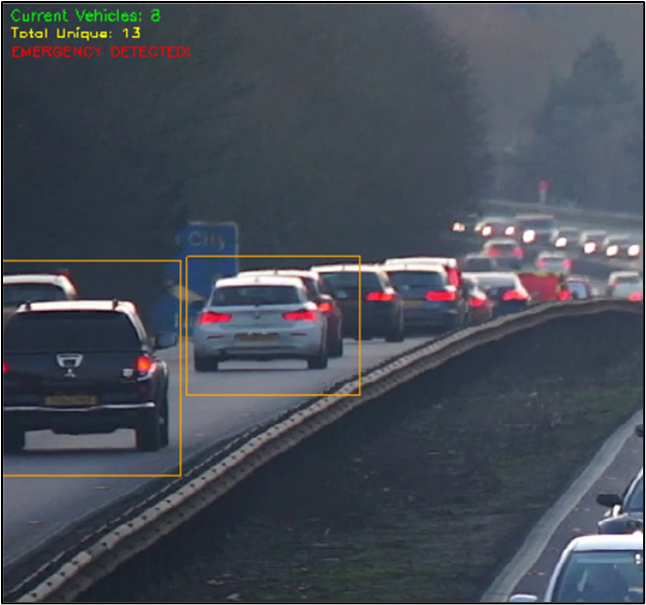 Current Vehicles: 8
Total Unique: 13
EMERGENCY DETECTED!
City